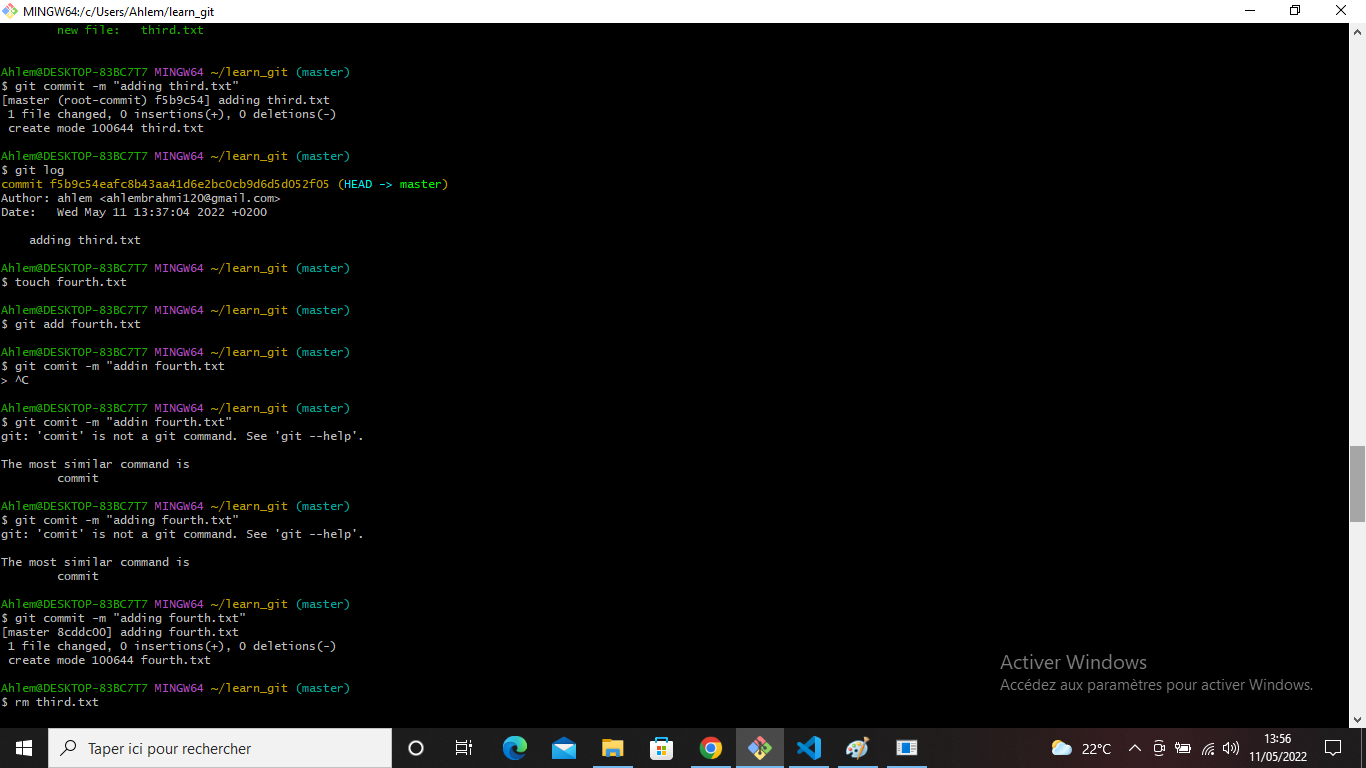 MINGW64:/c/Users/Ahlem/learn_git
new file:   third.txt
Ahlem@DESKTOP-83BC7T7 MINGW64 ~/learn_git (master)
$ git commit -m "adding third.txt"
[master (root-commit) f5b9c54] adding third.txt
1 file changed, 0 insertions(+), 0 deletions(-)
create mode 100644 third.txt
Ahlem@DESKTOP-83BC7T7 MINGW64 ~/learn_git (master)
$ git log
commit f5b9c54eafc8b43aa41d6e2bc0cb9d6d5d052f05 (HEAD -> master)
Author: ahlem <ahlembrahmi120@gmail.com>
Date:   Wed May 11 13:37:04 2022 +0200
adding third.txt
Ahlem@DESKTOP-83BC7T7 MINGW64 ~/learn_git (master)
$ touch fourth.txt
Ahlem@DESKTOP-83BC7T7 MINGW64 ~/learn_git (master)
$ git add fourth.txt
Ahlem@DESKTOP-83BC7T7 MINGW64 ~/learn_git (master)
$ git comit -m "addin fourth.txt
> ^C
Ahlem@DESKTOP-83BC7T7 MINGW64 ~/learn_git (master)
$ git comit -m "addin fourth.txt"
git: 'comit' is not a git command. See 'git --help'.
The most similar command is
commit
Ahlem@DESKTOP-83BC7T7 MINGW64 ~/learn_git (master)
$ git comit -m "adding fourth.txt"
git: 'comit' is not a git command. See 'git --help'.
The most similar command is
commit
Ahlem@DESKTOP-83BC7T7 MINGW64 ~/learn_git (master)
$ git commit -m "adding fourth.txt"
[master 8cddc00] adding fourth.txt
1 file changed, 0 insertions(+), 0 deletions(-)
create mode 100644 fourth.txt
Ahlem@DESKTOP-83BC7T7 MINGW64 ~/learn_git (master)
$ rm third.txt
Activer Windows
Accédez aux paramètres pour activer Windows.
Taper ici pour rechercher
22°C
13:56
11/05/2022